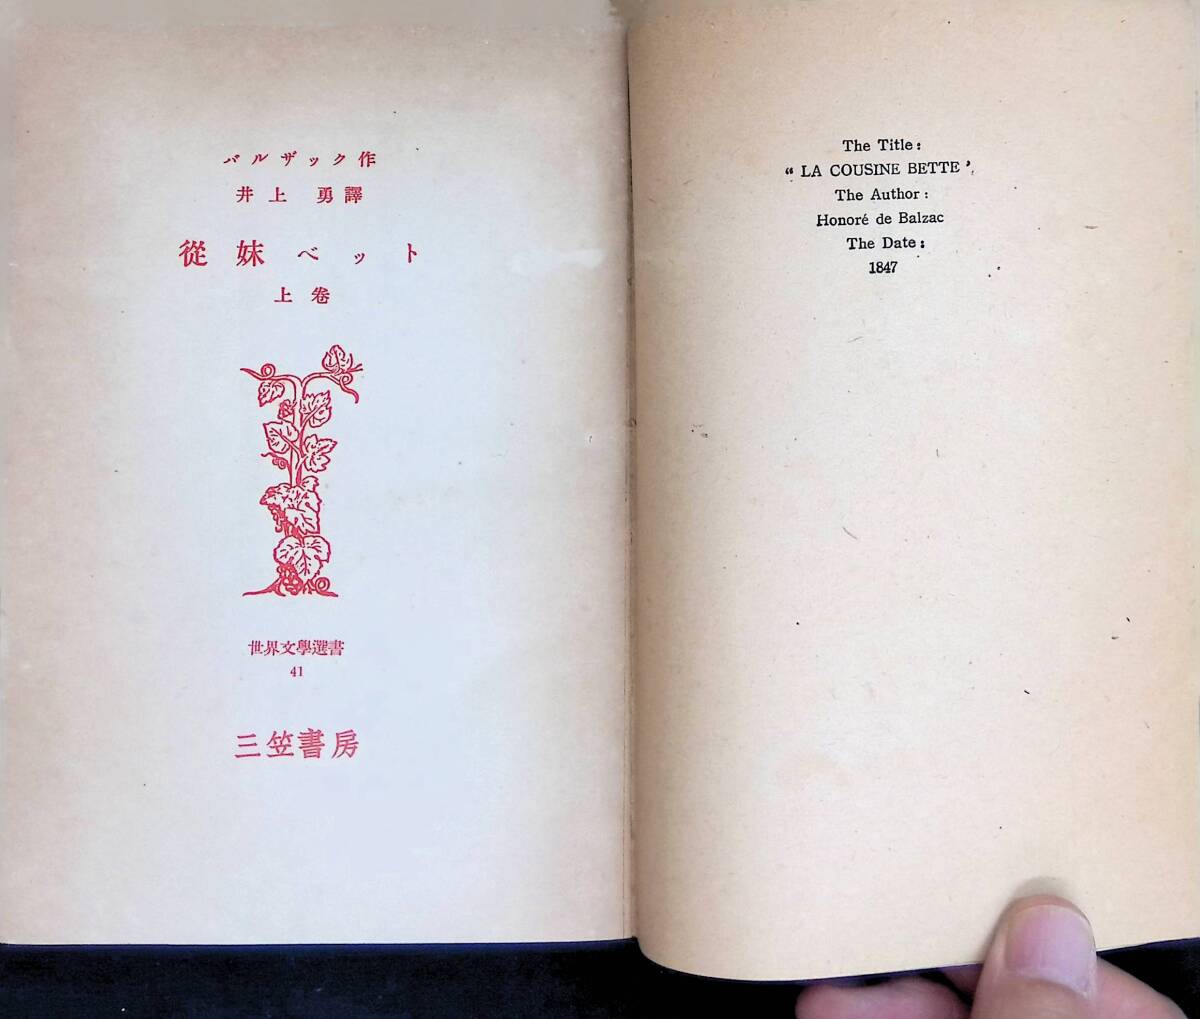 バルザック作
井上　勇譯
從妹ベット
上卷
世界文學選書
41
三笠書房
The Title:
“ LA COUSINE BETTE ’,
The Author:
Honoré de Balzac
The Date:
1847